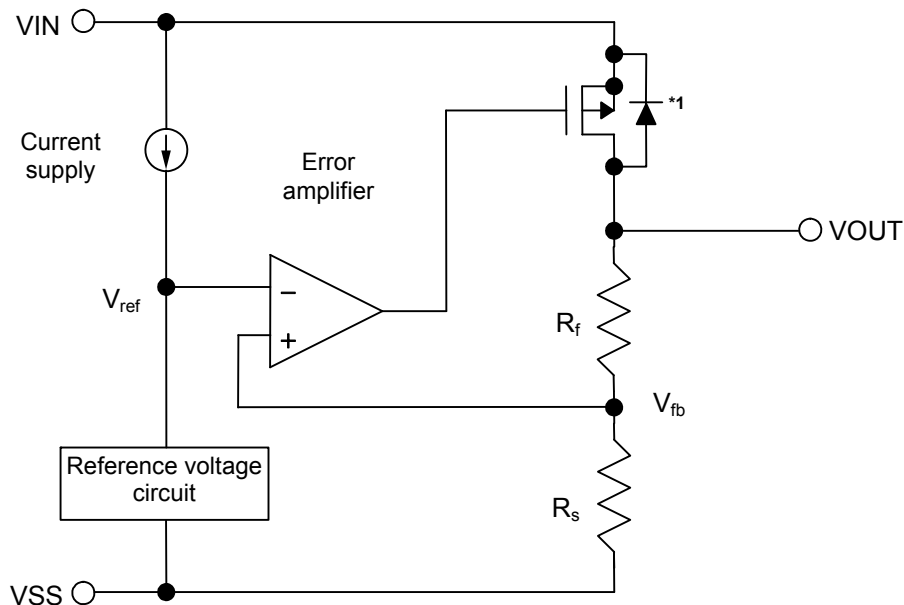 VIN
*1
Current
supply
Error
amplifier
VOUT
Vref
−
+
Rf
Vfb
Reference voltage
circuit
Rs
VSS